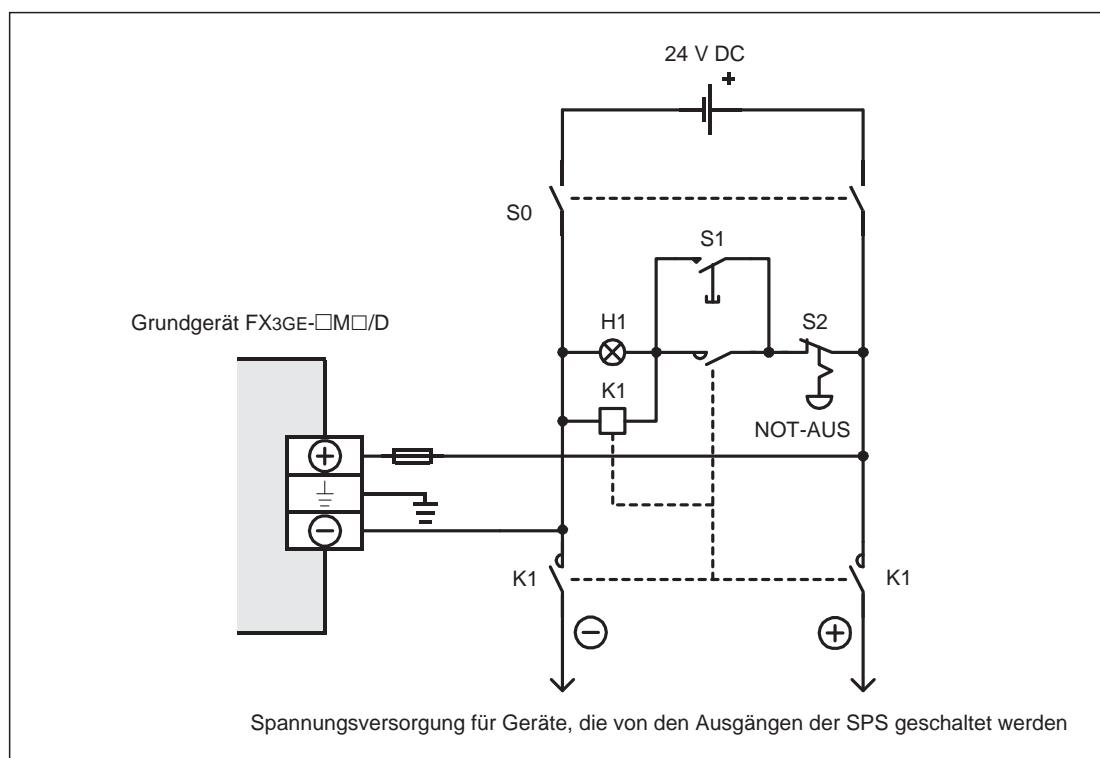 24 V DC
+
S0
S1
Grundgerät FX3GE-□M□/D
H1
S2
K1
NOT-AUS
+
−
K1
K1
−
+
Spannungsversorgung für Geräte, die von den Ausgängen der SPS geschaltet werden